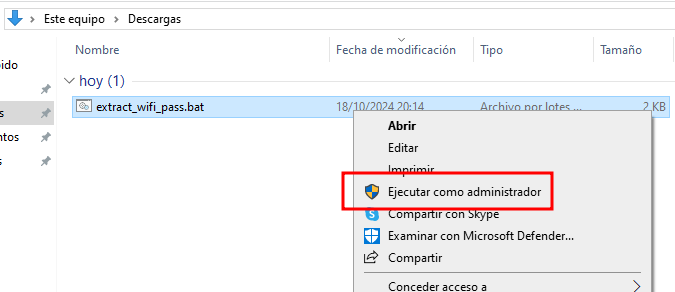 Este equipo > Descargas
Nombre Fecha de modificación Tipo Tamaño
pido
hoy (1)
s extract_wifi_pass.bat 18/10/2024 20:14 Archivo por lotes ... 2 KB
ntos
s
Abrir
Editar
Imprimir
Ejecutar como administrador
Compartir con Skype
Examinar con Microsoft Defender...
Compartir
Conceder acceso a